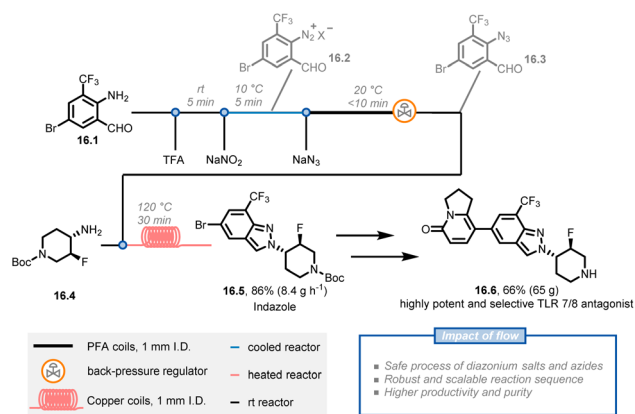 CF₃
N₂ X⁻
+
Br
CHO
16.2
CF₃
N₃
Br
CHO
16.3
CF₃
NH₂
Br
CHO
16.1
rt
5 min
10 °C
5 min
20 °C
<10 min
TFA
NaNO₂
NaN₃
NH₂
BocN
F
16.4
120 °C
30 min
CF₃
Br
N
N
F
N
Boc
16.5, 86% (8.4 g h⁻¹)
Indazole
N
O
CF₃
N
N
F
NH
16.6, 66% (65 g)
highly potent and selective TLR 7/8 antagonist
PFA coils, 1 mm I.D.
back-pressure regulator
Copper coils, 1 mm I.D.
cooled reactor
heated reactor
rt reactor
Impact of flow
Safe process of diazonium salts and azides
Robust and scalable reaction sequence
Higher productivity and purity